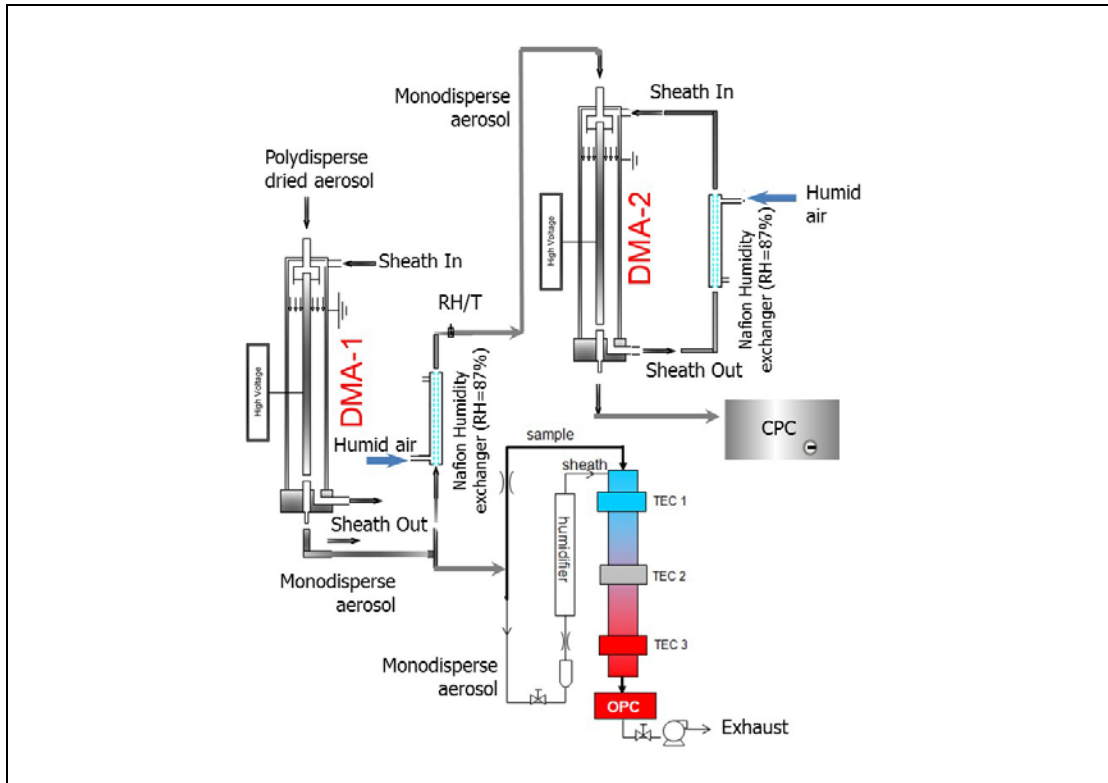 Monodisperse
aerosol
Sheath In
Polydisperse
dried aerosol
High Voltage
DMA-2
Humid
air
Nafion Humidity
exchanger (RH=87%)
Sheath In
RH/T
High Voltage
DMA-1
Sheath Out
Humid air
Nafion Humidity
exchanger (RH=87%)
CPC
sample
sheath
TEC 1
humidifier
Sheath Out
TEC 2
Monodisperse
aerosol
TEC 3
Monodisperse
aerosol
OPC
Exhaust